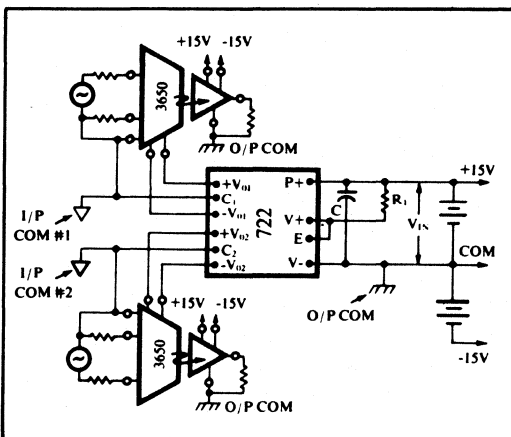 +15V -15V
3650
O/P COM
I/P
COM #1
+V01
C1
-V01
+V02
C2
-V02
722
P+
V+
E
V-
C
R1
VIN
+15V
COM
-15V
O/P COM
I/P
COM #2
+15V -15V
3650
O/P COM